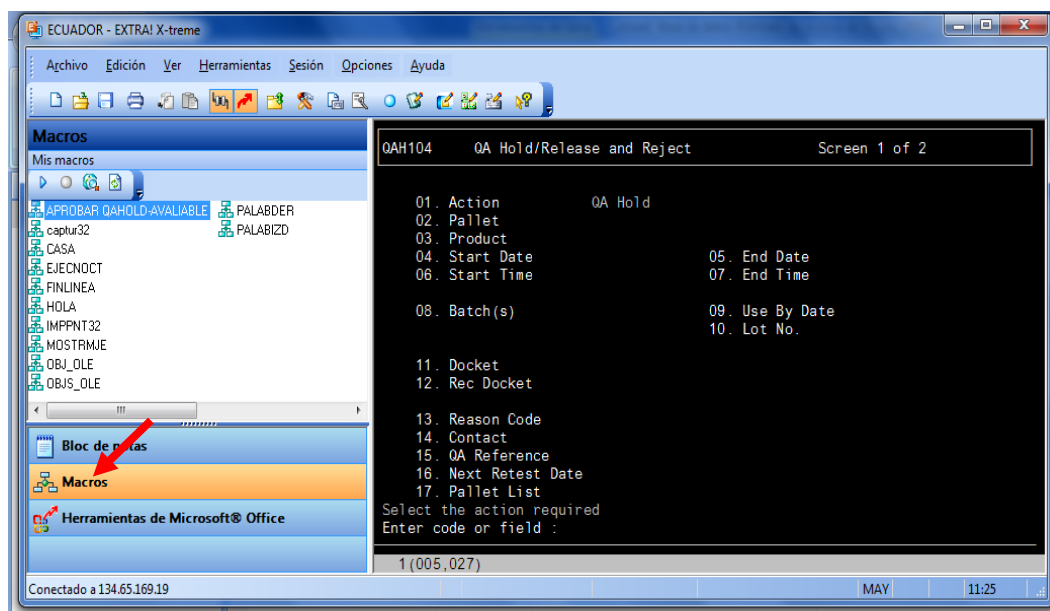 ECUADOR - EXTRA! X-treme
Archivo Edición Ver Herramientas Sesión Opciones Ayuda
Macros
Mis macros
APROBAR QAHOLD-AVALIABLE PALABDER
captur32 PALABIZD
CASA
EJECNOCT
FINLINEA
HOLA
IMPPNT32
MOSTRMJE
OBJ_OLE
OBJS_OLE
Bloc de notas
Macros
Herramientas de Microsoft® Office
QAH104 QA Hold/Release and Reject Screen 1 of 2
01. Action QA Hold
02. Pallet
03. Product
04. Start Date 05. End Date
06. Start Time 07. End Time
08. Batch(s) 09. Use By Date
10. Lot No.
11. Docket
12. Rec Docket
13. Reason Code
14. Contact
15. QA Reference
16. Next Retest Date
17. Pallet List
Select the action required
Enter code or field :
1(005,027)
Conectado a 134.65.169.19 MAY 11:25